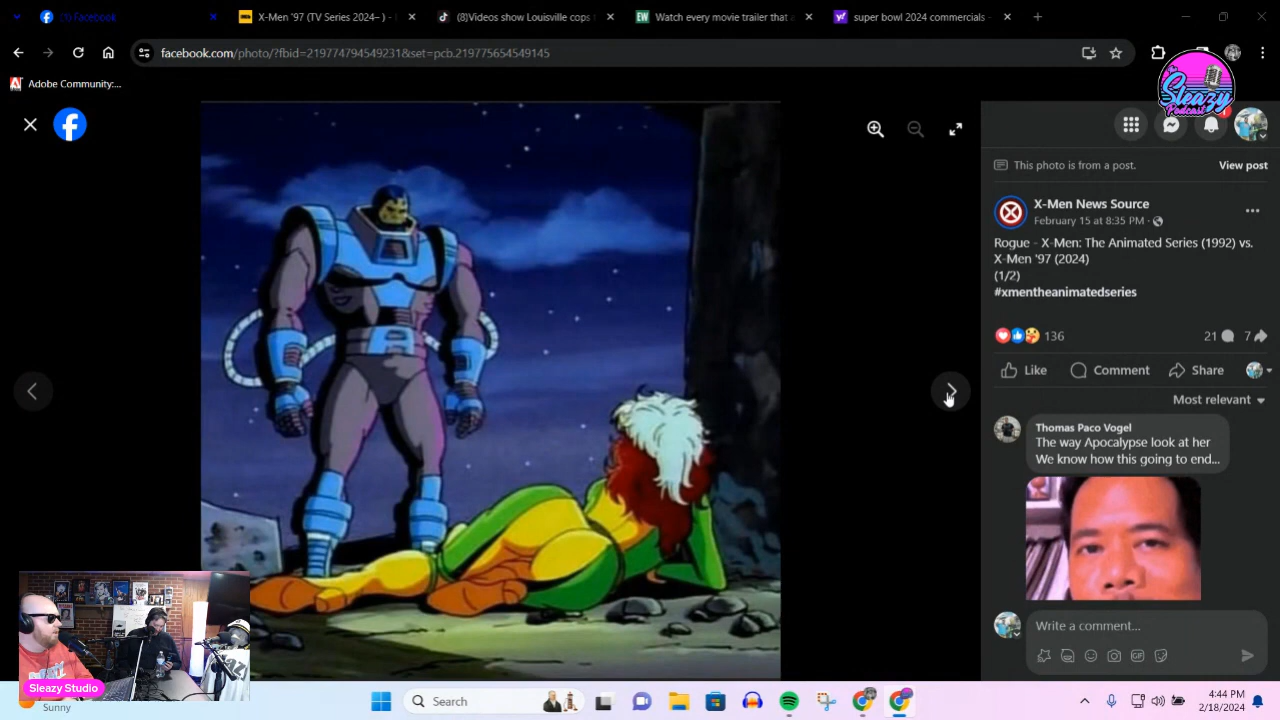 (1) Facebook
X-Men '97 (TV Series 2024– ) -
(8)Videos show Louisville cops
Watch every movie trailer that
super bowl 2024 commercials -
facebook.com/photo/?fbid=219774794549231&set=pcb.219775654549145
Adobe Community:...
The Sleazy Podcast
This photo is from a post.
View post
X-Men News Source
February 15 at 8:35 PM ·
Rogue - X-Men: The Animated Series (1992) vs.
X-Men '97 (2024)
(1/2)
#xmentheanimatedseries
136
21
7
Like
Comment
Share
Most relevant
Thomas Paco Vogel
The way Apocalypse look at her
We know how this going to end...
Write a comment...
GIF
Sleazy Studio
Sunny
Search
4:44 PM
2/18/2024